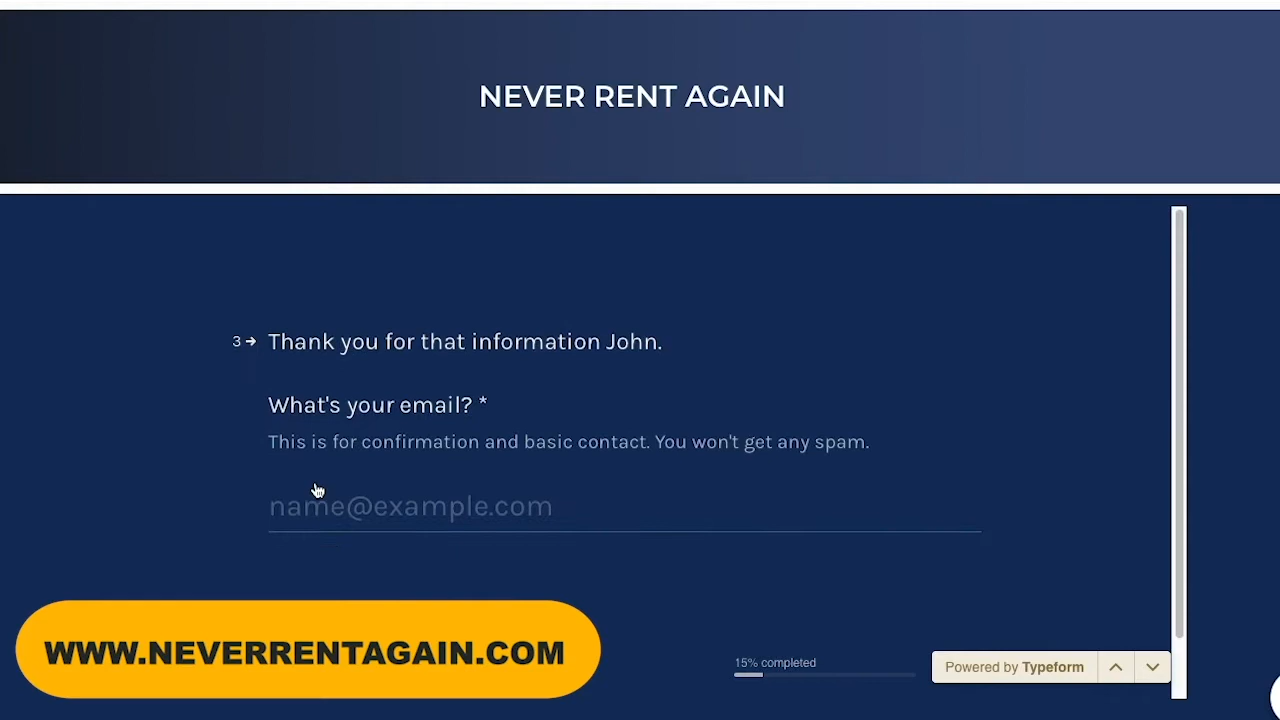 NEVER RENT AGAIN
3→ Thank you for that information John.
What's your email? *
This is for confirmation and basic contact. You won't get any spam.
name@example.com
WWW.NEVERRENTAGAIN.COM
15% completed
Powered by Typeform